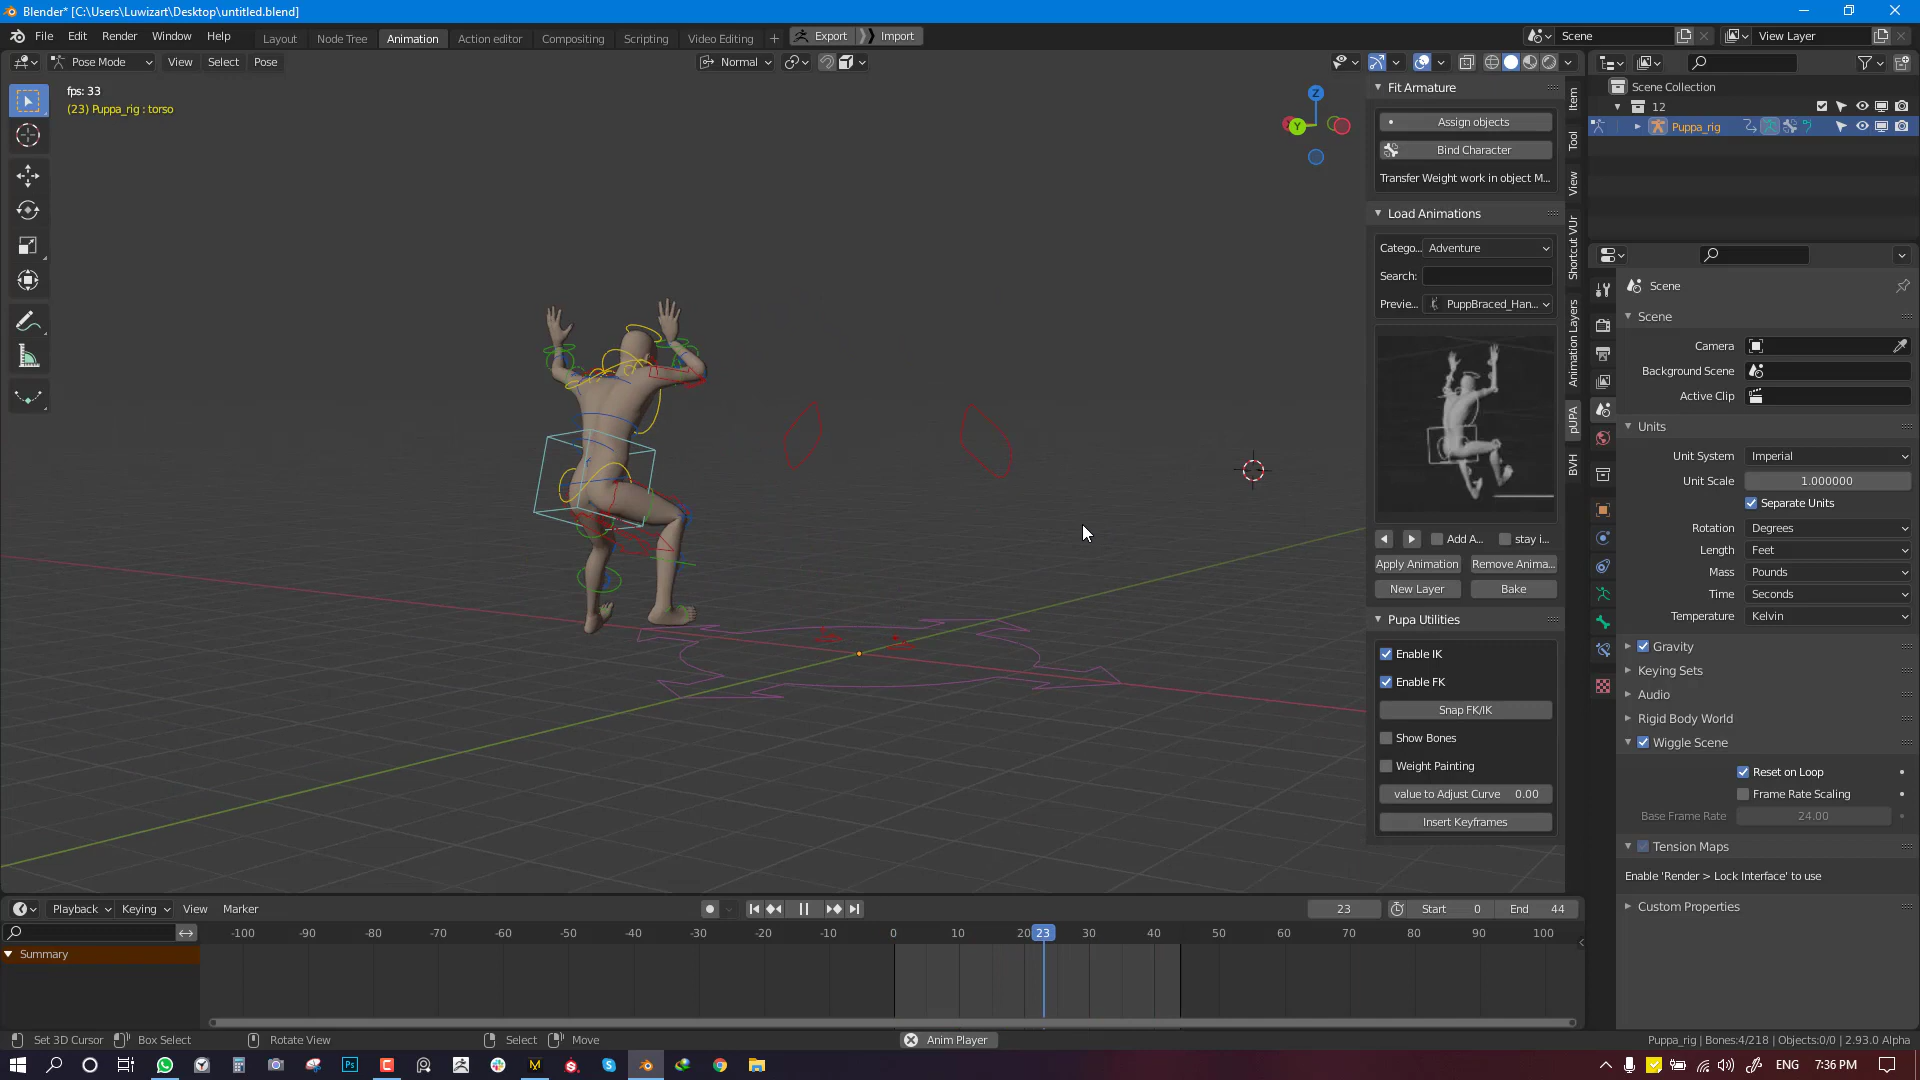 Blender* [C:\Users\Luwizart\Desktop\untitled.blend]
File Edit Render Window Help
Layout Node Tree Animation Action editor Compositing Scripting Video Editing +
Export Import
Scene
View Layer
Pose Mode View Select Pose
Normal
fps: 33
(23) Puppa_rig : torso
Z
Y
Fit Armature
Assign objects
Bind Character
Transfer Weight work in object M...
Load Animations
Catego... Adventure
Search:
Previe... PuppBraced_Han...
Add A... stay i...
Apply Animation Remove Anima...
New Layer Bake
Pupa Utilities
Enable IK
Enable FK
Snap FK/IK
Show Bones
Weight Painting
value to Adjust Curve 0.00
Insert Keyframes
Item
Tool
View
Shortcut VUr
Animation Layers
pUPA
BVH
Scene Collection
12
Puppa_rig
Scene
Scene
Camera
Background Scene
Active Clip
Units
Unit System Imperial
Unit Scale 1.000000
Separate Units
Rotation Degrees
Length Feet
Mass Pounds
Time Seconds
Temperature Kelvin
Gravity
Keying Sets
Audio
Rigid Body World
Wiggle Scene
Reset on Loop
Frame Rate Scaling
Base Frame Rate 24.00
Tension Maps
Enable 'Render > Lock Interface' to use
Custom Properties
Playback Keying View Marker
23 Start 0 End 44
-100 -90 -80 -70 -60 -50 -40 -30 -20 -10 0 10 20 23 30 40 50 60 70 80 90 100
Summary
Set 3D Cursor Box Select Rotate View Select Move Anim Player
Puppa_rig | Bones:4/218 | Objects:0/0 | 2.93.0 Alpha
Ps
ENG 7:36 PM